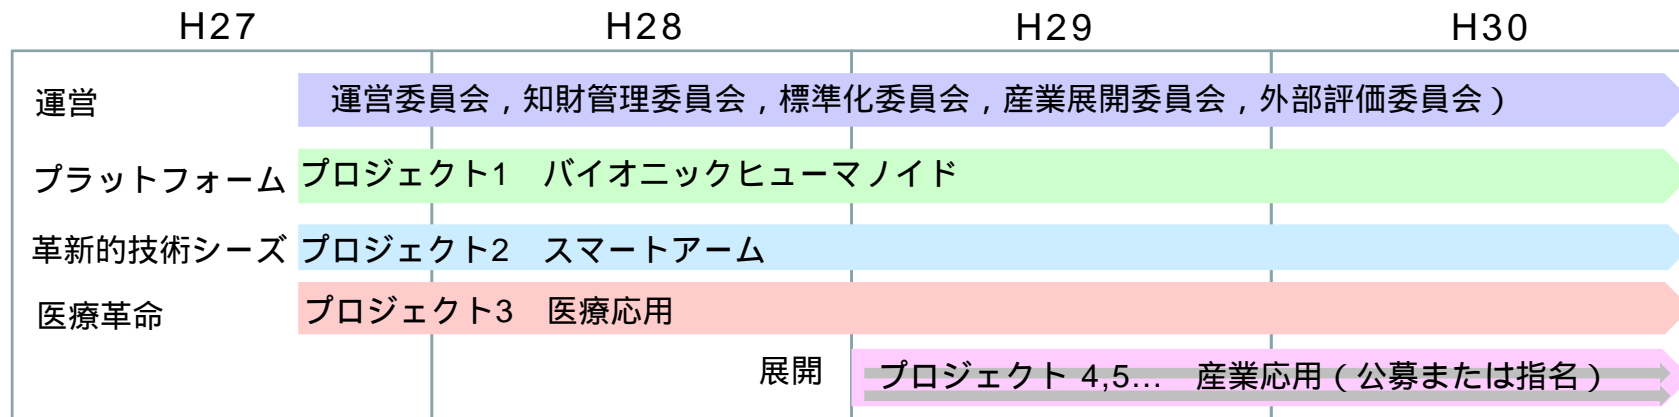 H27 H28 H29 H30
運営 運営委員会，知財管理委員会，標準化委員会，産業展開委員会，外部評価委員会）
プラットフォーム プロジェクト1　バイオニックヒューマノイド
革新的技術シーズ プロジェクト2　スマートアーム
医療革命 プロジェクト3　医療応用
展開 プロジェクト 4,5...　産業応用（公募または指名）